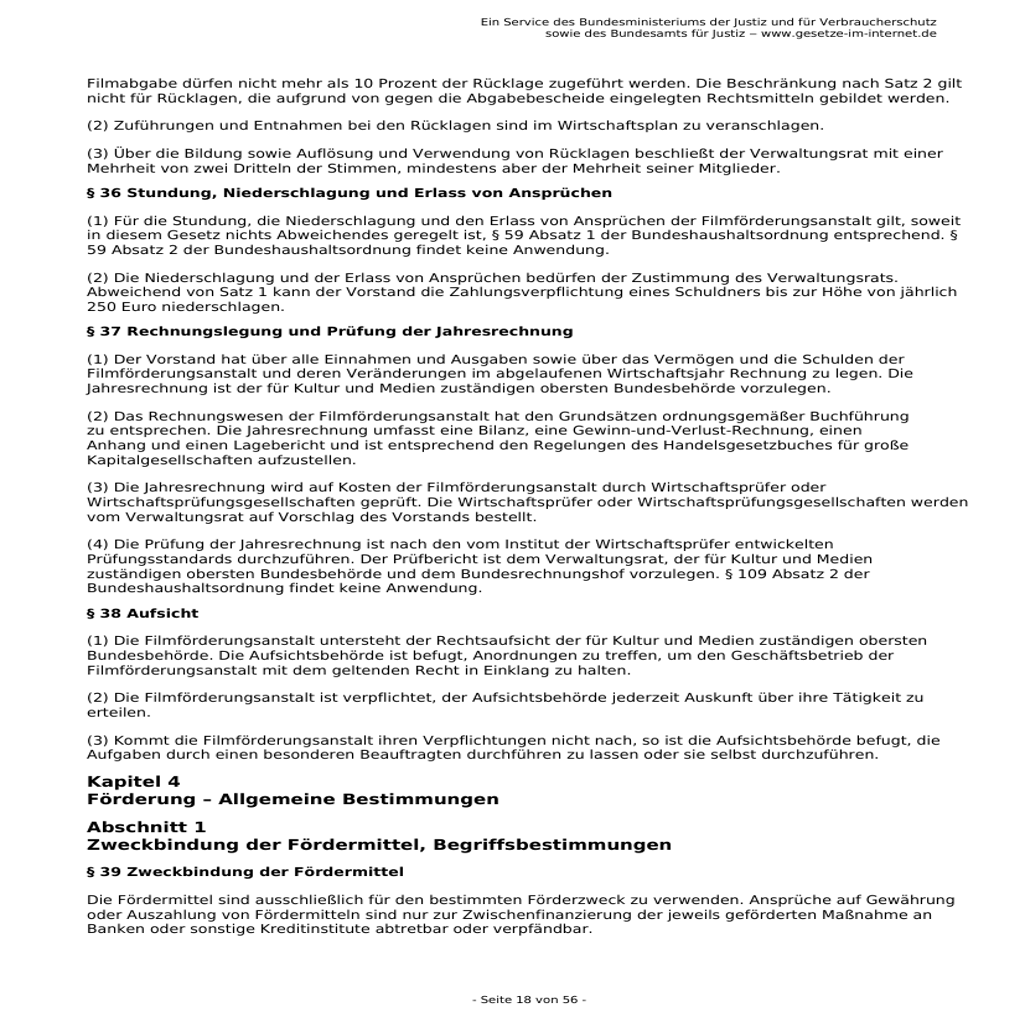 Ein Service des Bundesministeriums der Justiz und für Verbraucherschutz
sowie des Bundesamts für Justiz – www.gesetze-im-internet.de
Filmabgabe dürfen nicht mehr als 10 Prozent der Rücklage zugeführt werden. Die Beschränkung nach Satz 2 gilt
nicht für Rücklagen, die aufgrund von gegen die Abgabebescheide eingelegten Rechtsmitteln gebildet werden.
(2) Zuführungen und Entnahmen bei den Rücklagen sind im Wirtschaftsplan zu veranschlagen.
(3) Über die Bildung sowie Auflösung und Verwendung von Rücklagen beschließt der Verwaltungsrat mit einer
Mehrheit von zwei Dritteln der Stimmen, mindestens aber der Mehrheit seiner Mitglieder.
§ 36 Stundung, Niederschlagung und Erlass von Ansprüchen
(1) Für die Stundung, die Niederschlagung und den Erlass von Ansprüchen der Filmförderungsanstalt gilt, soweit
in diesem Gesetz nichts Abweichendes geregelt ist, § 59 Absatz 1 der Bundeshaushaltsordnung entsprechend. §
59 Absatz 2 der Bundeshaushaltsordnung findet keine Anwendung.
(2) Die Niederschlagung und der Erlass von Ansprüchen bedürfen der Zustimmung des Verwaltungsrats.
Abweichend von Satz 1 kann der Vorstand die Zahlungsverpflichtung eines Schuldners bis zur Höhe von jährlich
250 Euro niederschlagen.
§ 37 Rechnungslegung und Prüfung der Jahresrechnung
(1) Der Vorstand hat über alle Einnahmen und Ausgaben sowie über das Vermögen und die Schulden der
Filmförderungsanstalt und deren Veränderungen im abgelaufenen Wirtschaftsjahr Rechnung zu legen. Die
Jahresrechnung ist der für Kultur und Medien zuständigen obersten Bundesbehörde vorzulegen.
(2) Das Rechnungswesen der Filmförderungsanstalt hat den Grundsätzen ordnungsgemäßer Buchführung
zu entsprechen. Die Jahresrechnung umfasst eine Bilanz, eine Gewinn-und-Verlust-Rechnung, einen
Anhang und einen Lagebericht und ist entsprechend den Regelungen des Handelsgesetzbuches für große
Kapitalgesellschaften aufzustellen.
(3) Die Jahresrechnung wird auf Kosten der Filmförderungsanstalt durch Wirtschaftsprüfer oder
Wirtschaftsprüfungsgesellschaften geprüft. Die Wirtschaftsprüfer oder Wirtschaftsprüfungsgesellschaften werden
vom Verwaltungsrat auf Vorschlag des Vorstands bestellt.
(4) Die Prüfung der Jahresrechnung ist nach den vom Institut der Wirtschaftsprüfer entwickelten
Prüfungsstandards durchzuführen. Der Prüfbericht ist dem Verwaltungsrat, der für Kultur und Medien
zuständigen obersten Bundesbehörde und dem Bundesrechnungshof vorzulegen. § 109 Absatz 2 der
Bundeshaushaltsordnung findet keine Anwendung.
§ 38 Aufsicht
(1) Die Filmförderungsanstalt untersteht der Rechtsaufsicht der für Kultur und Medien zuständigen obersten
Bundesbehörde. Die Aufsichtsbehörde ist befugt, Anordnungen zu treffen, um den Geschäftsbetrieb der
Filmförderungsanstalt mit dem geltenden Recht in Einklang zu halten.
(2) Die Filmförderungsanstalt ist verpflichtet, der Aufsichtsbehörde jederzeit Auskunft über ihre Tätigkeit zu
erteilen.
(3) Kommt die Filmförderungsanstalt ihren Verpflichtungen nicht nach, so ist die Aufsichtsbehörde befugt, die
Aufgaben durch einen besonderen Beauftragten durchführen zu lassen oder sie selbst durchzuführen.
Kapitel 4
Förderung – Allgemeine Bestimmungen
Abschnitt 1
Zweckbindung der Fördermittel, Begriffsbestimmungen
§ 39 Zweckbindung der Fördermittel
Die Fördermittel sind ausschließlich für den bestimmten Förderzweck zu verwenden. Ansprüche auf Gewährung
oder Auszahlung von Fördermitteln sind nur zur Zwischenfinanzierung der jeweils geförderten Maßnahme an
Banken oder sonstige Kreditinstitute abtretbar oder verpfändbar.
- Seite 18 von 56 -